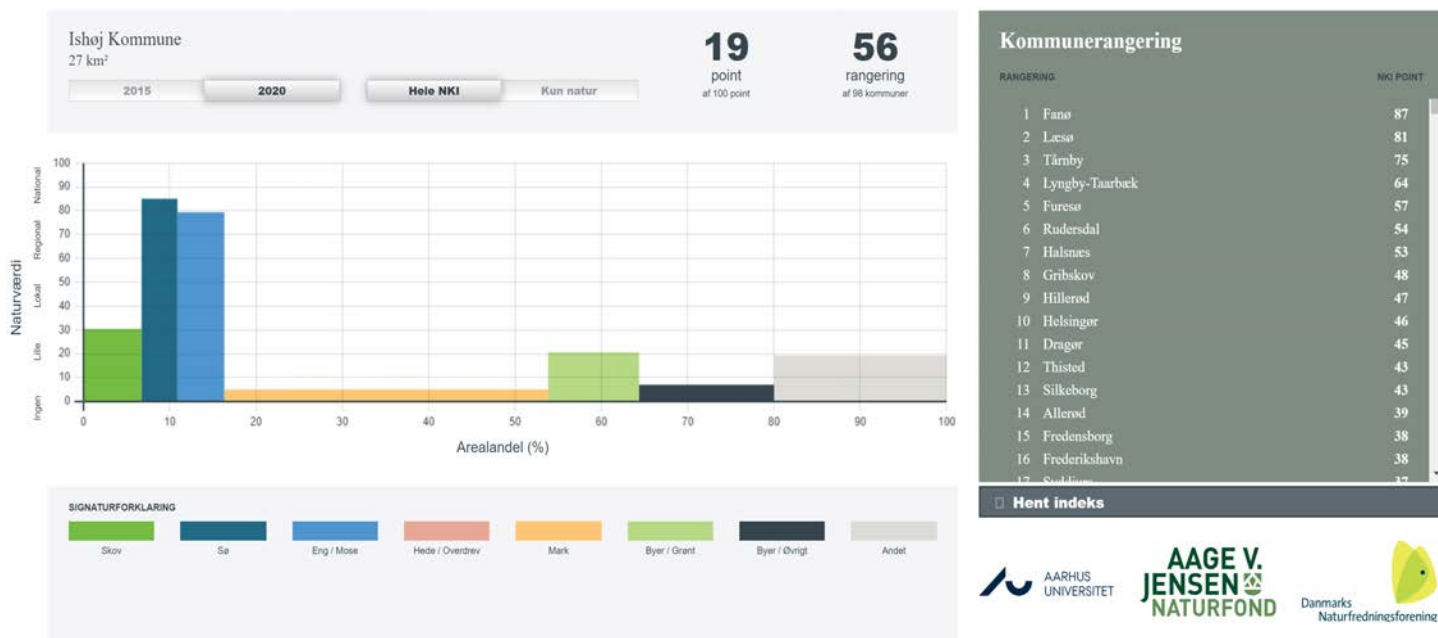 Ishøj Kommune
27 km²
2015
2020
Hele NKI
Kun natur
19
point
af 100 point
56
rangering
af 98 kommuner
Naturværdi
National
Regional
Lokal
Lille
Ingen
100
90
80
70
60
50
40
30
20
10
0
0 10 20 30 40 50 60 70 80 90 100
Arealandel (%)
SIGNATURFORKLARING
Skov
Sø
Eng / Mose
Hede / Overdrev
Mark
Byer / Grønt
Byer / Øvrigt
Andet
Kommunerangering
RANGERING NKI POINT
1 Fanø 87
2 Læsø 81
3 Tårnby 75
4 Lyngby-Taarbæk 64
5 Furesø 57
6 Rudersdal 54
7 Halsnæs 53
8 Gribskov 48
9 Hillerød 47
10 Helsingør 46
11 Dragør 45
12 Thisted 43
13 Silkeborg 43
14 Allerød 39
15 Fredensborg 38
16 Frederikshavn 38
17 Syddjurs 37
Hent indeks
AARHUS
UNIVERSITET
AAGE V.
JENSEN
NATURFOND
Danmarks
Naturfredningsforening